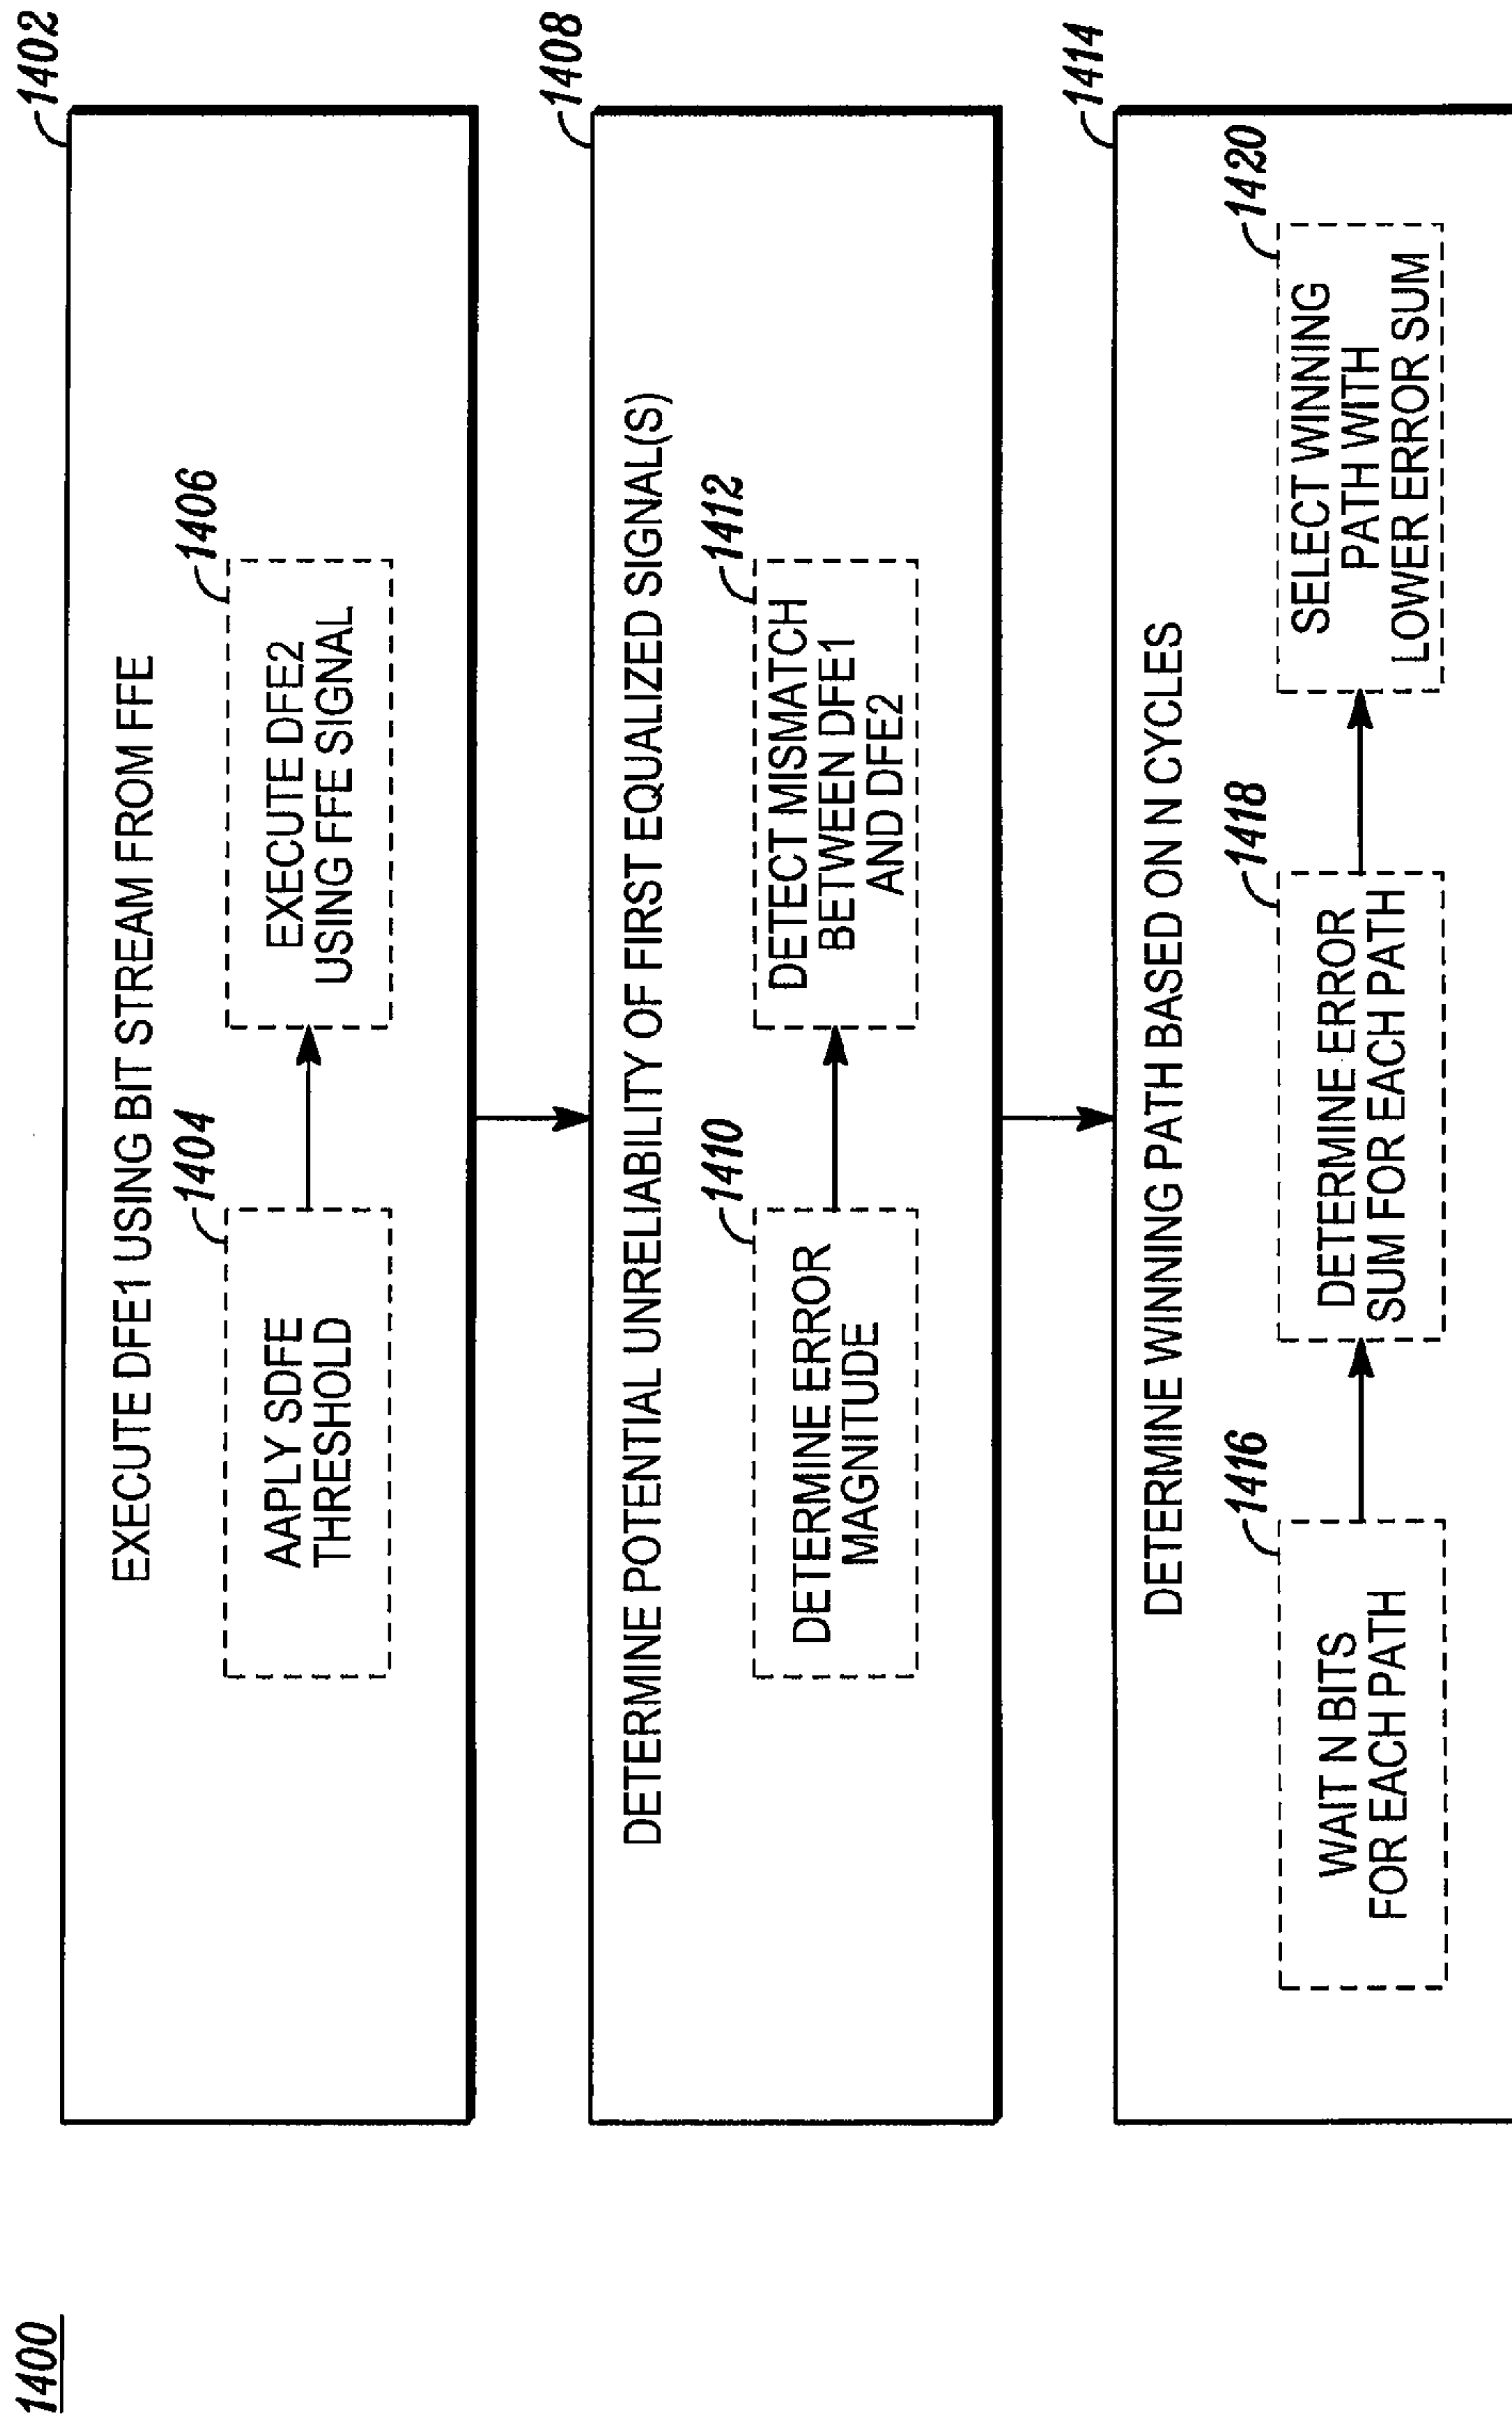 1400
1402
EXECUTE DFE1 USING BIT STREAM FROM FFE
1404
AAPLY SDFE
THRESHOLD
1406
EXECUTE DFE2
USING FFE SIGNAL
1408
DETERMINE POTENTIAL UNRELIABILITY OF FIRST EQUALIZED SIGNAL(S)
1410
DETERMINE ERROR
MAGNITUDE
1412
DETECT MISMATCH
BETWEEN DFE1
AND DFE2
1414
DETERMINE WINNING PATH BASED ON N CYCLES
1416
WAIT N BITS
FOR EACH PATH
1418
DETERMINE ERROR
SUM FOR EACH PATH
1420
SELECT WINNING
PATH WITH
LOWER ERROR SUM